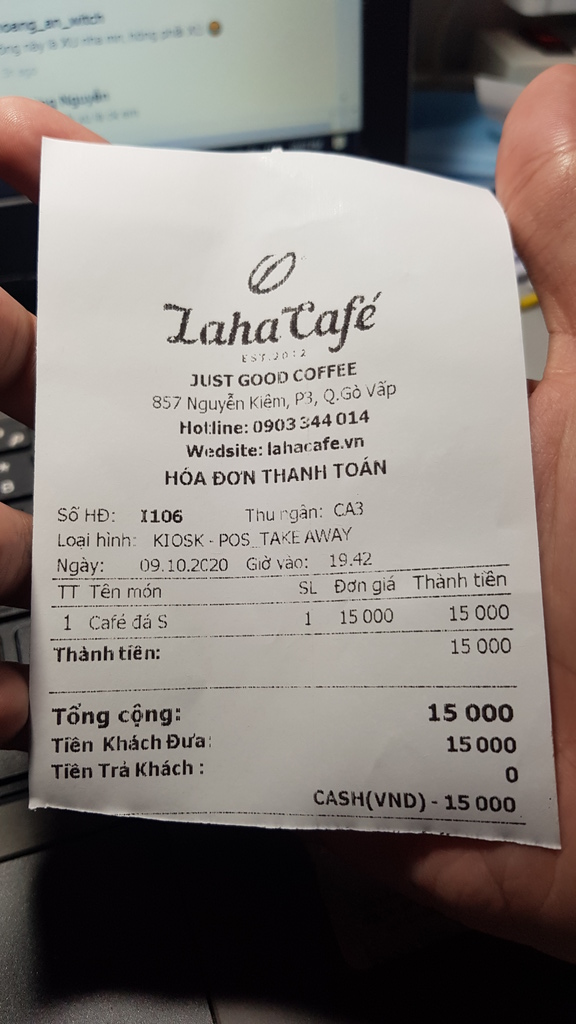 oang_an_witch
Nguyễn
Laha Café
EST.2012
JUST GOOD COFFEE
857 Nguyễn Kiệm, P3, Q.Gò Vấp
Hotline: 0903 344 014
Wedsite: lahacafe.vn
HÓA ĐƠN THANH TOÁN
Số HĐ: I106 Thu ngân: CA3
Loại hình: KIOSK - POS_TAKE AWAY
Ngày: 09.10.2020 Giờ vào: 19.42
TT Tên món SL Đơn giá Thành tiền
1 Café đá S 1 15 000 15 000
Thành tiền: 15 000
Tổng cộng: 15 000
Tiền Khách Đưa: 15 000
Tiền Trả Khách : 0
CASH(VND) - 15 000